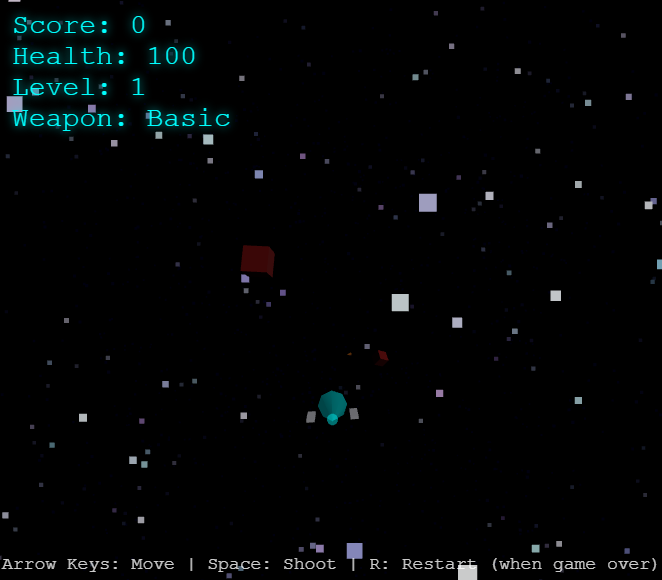 Score: 0
Health: 100
Level: 1
Weapon: Basic
Arrow Keys: Move | Space: Shoot | R: Restart (when game over)